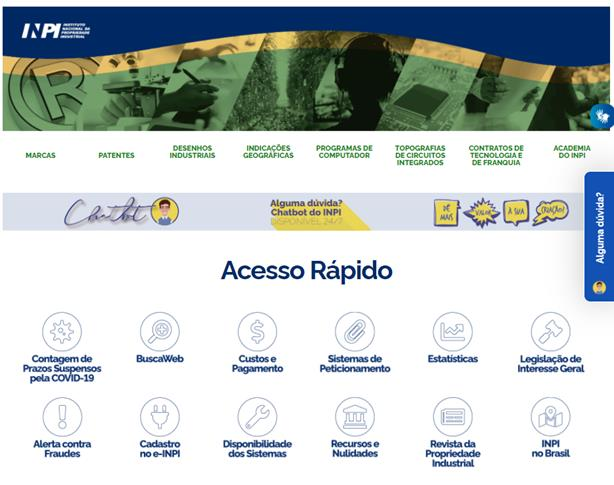 INPI
INSTITUTO
NACIONAL DA
PROPRIEDADE
INDUSTRIAL
R
MARCAS
PATENTES
DESENHOS
INDUSTRIAIS
INDICAÇÕES
GEOGRÁFICAS
PROGRAMAS DE
COMPUTADOR
TOPOGRAFIAS
DE CIRCUITOS
INTEGRADOS
CONTRATOS DE
TECNOLOGIA E
DE FRANQUIA
ACADEMIA
DO INPI
Chatbot
Alguma dúvida?
Chatbot do INPI
DISPONÍVEL 24/7
DÊ
MAIS
VALOR
À SUA
CRIAÇÃO!
Alguma dúvida?
Acesso Rápido
Contagem de
Prazos Suspensos
pela COVID-19
BuscaWeb
Custos e
Pagamento
Sistemas de
Peticionamento
Estatísticas
Legislação de
Interesse Geral
Alerta contra
Fraudes
Cadastro
no e-INPI
Disponibilidade
dos Sistemas
Recursos e
Nulidades
Revista da
Propriedade
Industrial
INPI
no Brasil